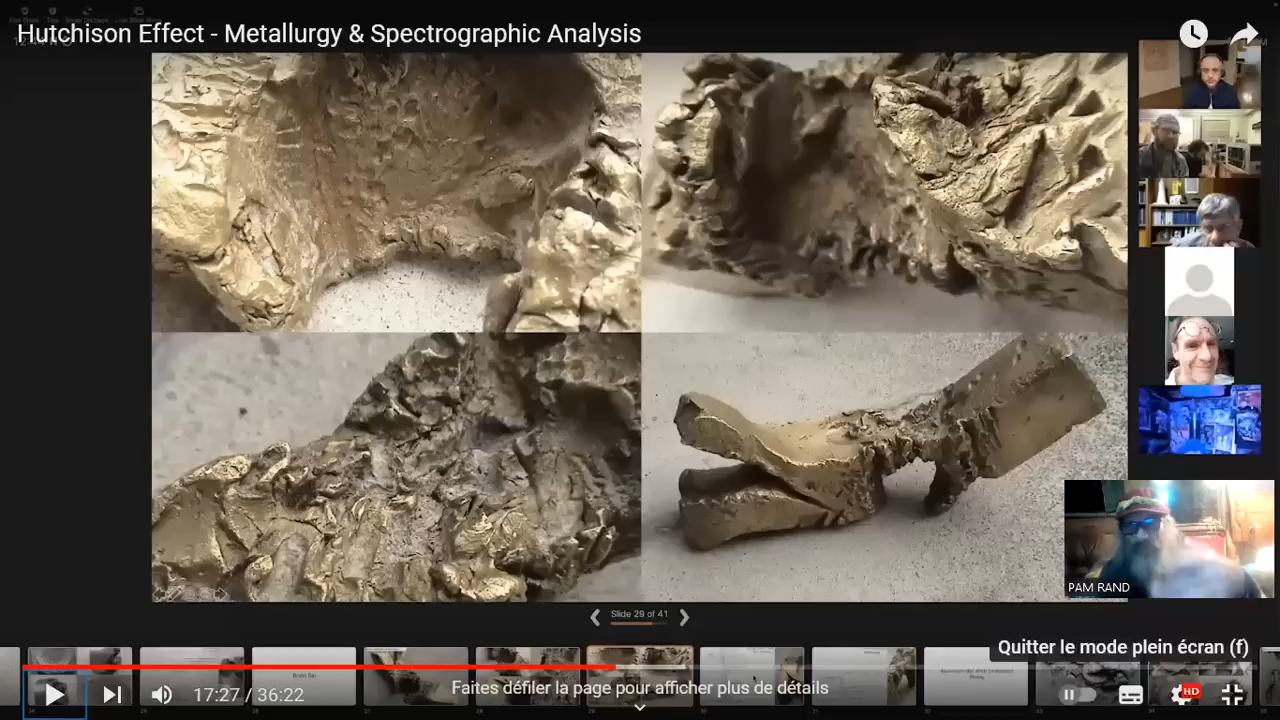 Hutchison Effect - Metallurgy & Spectrographic Analysis
PAM RAND
Slide 29 of 41
Quitter le mode plein écran (f)
17:27 / 36:22
Faites défiler la page pour afficher plus de détails
HD